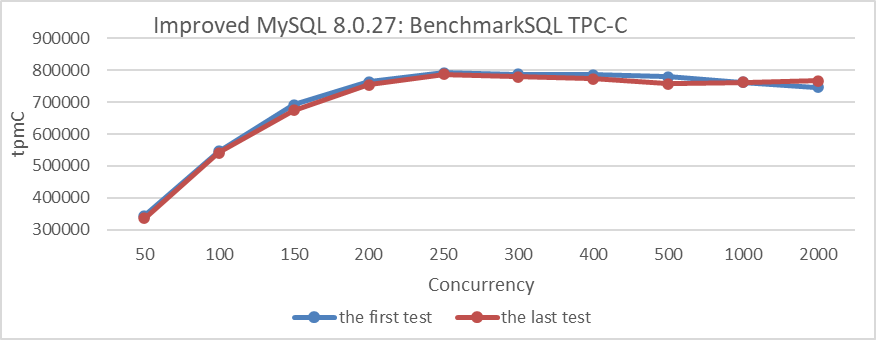 Improved MySQL 8.0.27: BenchmarkSQL TPC-C
900000
800000
700000
600000
500000
400000
300000
tpmC
50 100 150 200 250 300 400 500 1000 2000
Concurrency
the first test the last test